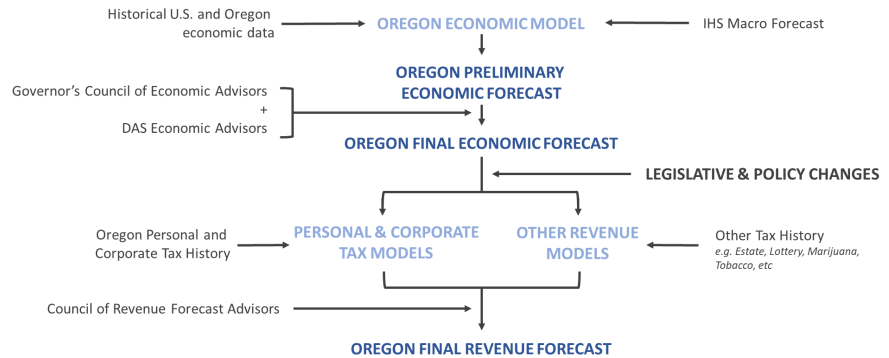 Historical U.S. and Oregon
economic data
OREGON ECONOMIC MODEL
IHS Macro Forecast
OREGON PRELIMINARY
ECONOMIC FORECAST
Governor's Council of Economic Advisors
+
DAS Economic Advisors
OREGON FINAL ECONOMIC FORECAST
LEGISLATIVE & POLICY CHANGES
Oregon Personal and
Corporate Tax History
PERSONAL & CORPORATE
TAX MODELS
OTHER REVENUE
MODELS
Other Tax History
e.g. Estate, Lottery, Marijuana,
Tobacco, etc
Council of Revenue Forecast Advisors
OREGON FINAL REVENUE FORECAST